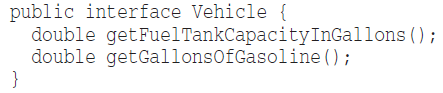 public interface Vehicle {
  double getFuelTankCapacityInGallons();
  double getGallonsOfGasoline();
}